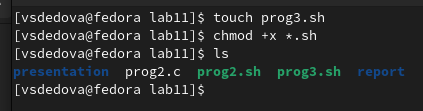 [vsdedova@fedora lab11]$ touch prog3.sh
[vsdedova@fedora lab11]$ chmod +x *.sh
[vsdedova@fedora lab11]$ ls
presentation  prog2.c  prog2.sh  prog3.sh  report
[vsdedova@fedora lab11]$